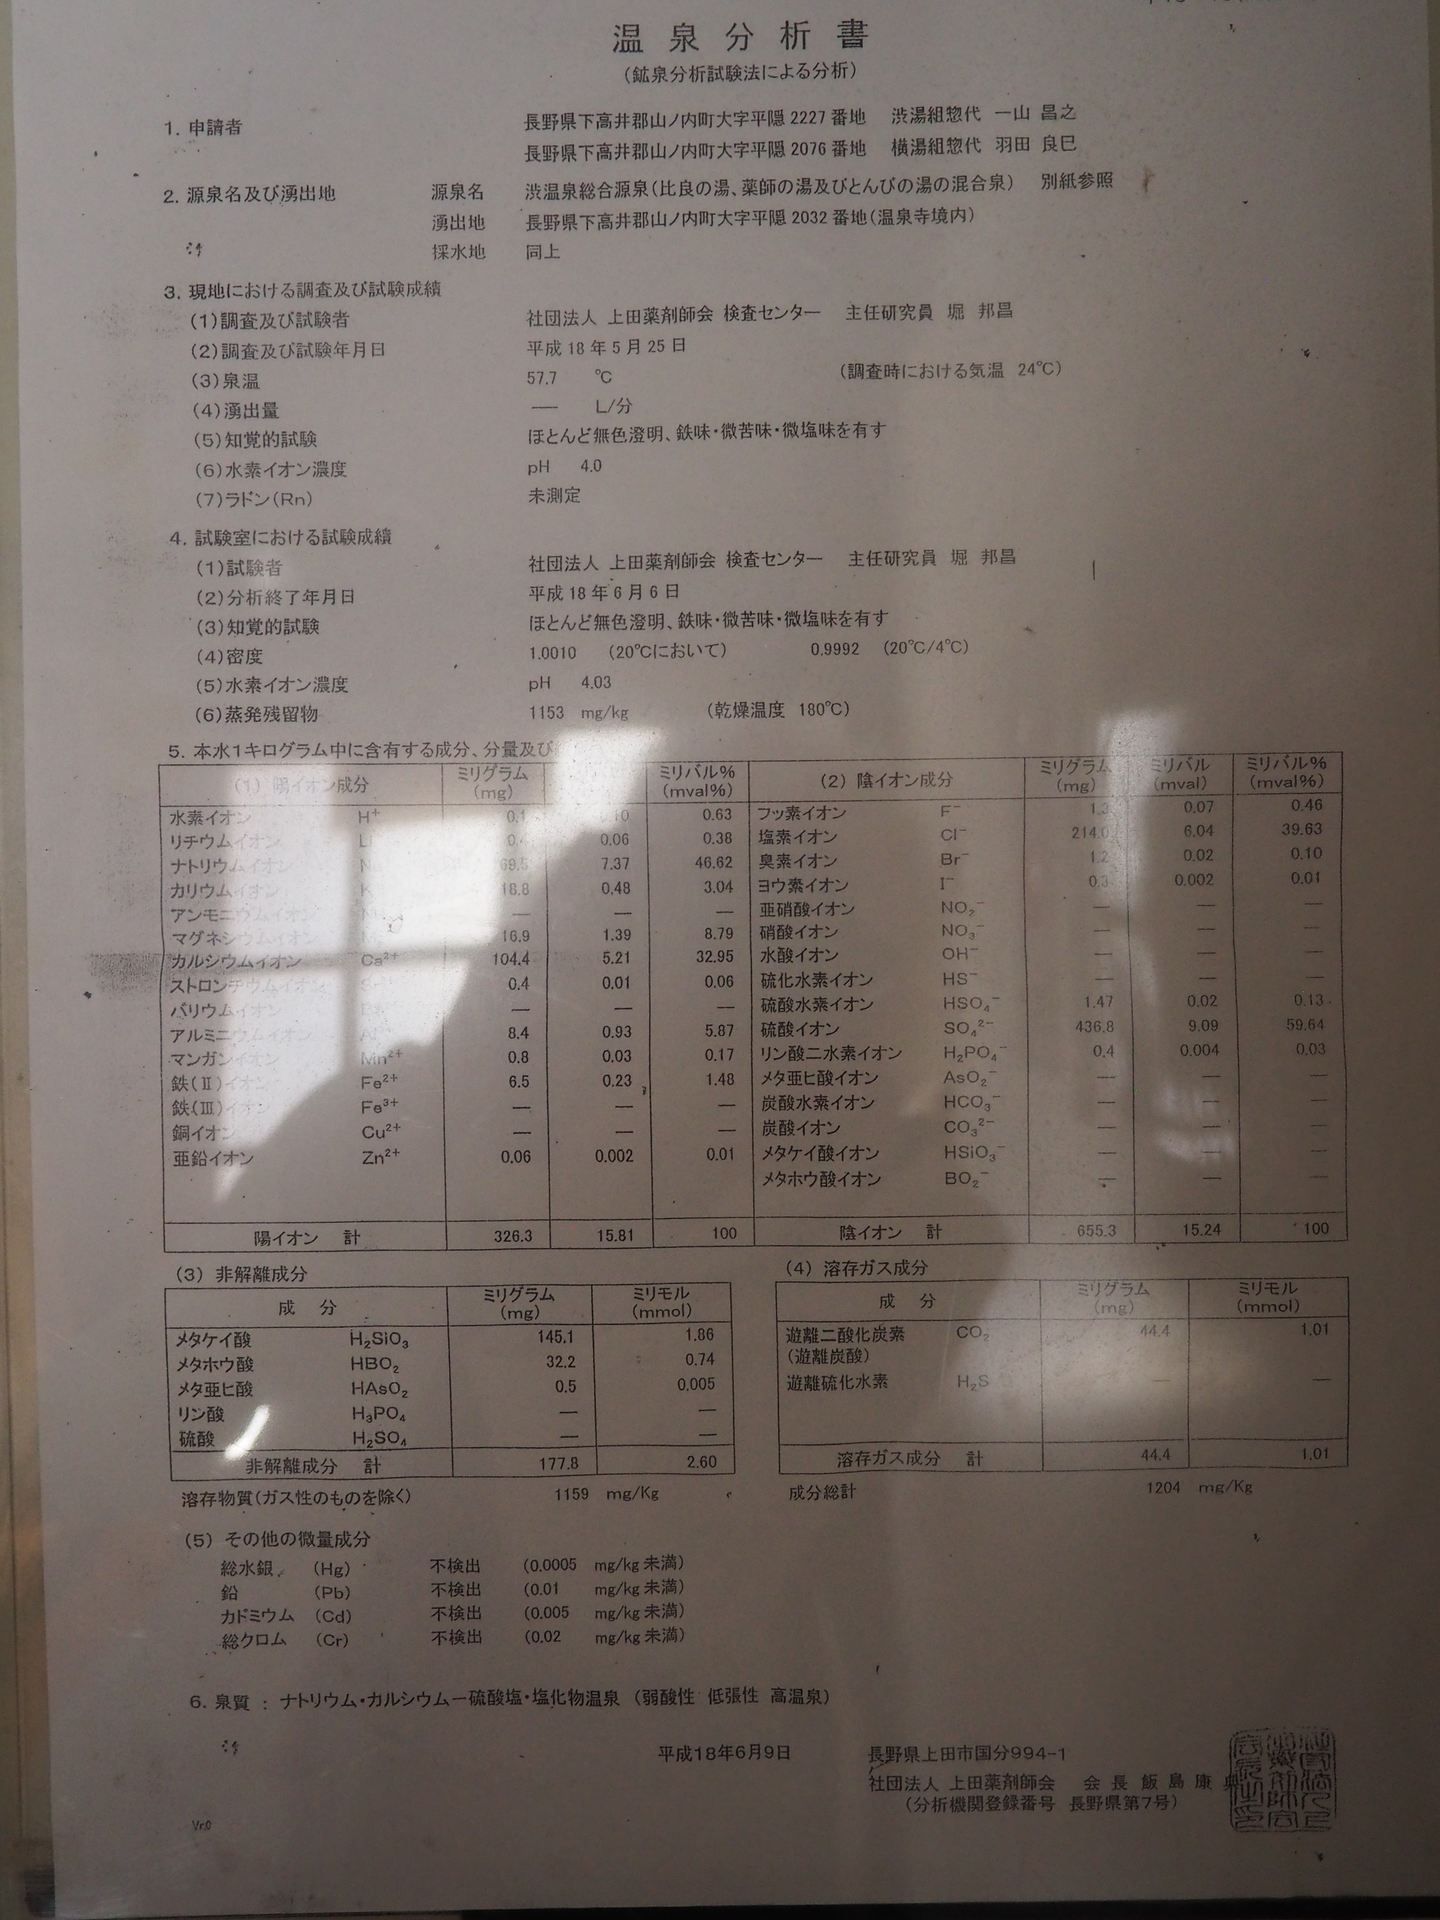 温泉分析書
(鉱泉分析試験法による分析)
1. 申請者 長野県下高井郡山ノ内町大字平隠 2227 番地 渋湯組惣代 一山 昌之
長野県下高井郡山ノ内町大字平隠 2076 番地 横湯組惣代 羽田 良巳
2. 源泉名及び湧出地 源泉名 渋温泉総合源泉(比良の湯、薬師の湯及びとんびの湯の混合泉) 別紙参照
湧出地 長野県下高井郡山ノ内町大字平隠 2032 番地(温泉寺境内)
採水地 同上
3. 現地における調査及び試験成績
(1)調査及び試験者 社団法人 上田薬剤師会 検査センター 主任研究員 堀 邦昌
(2)調査及び試験年月日 平成 18 年 5 月 25 日
(3)泉温 57.7 ℃ (調査時における気温 24℃)
(4)湧出量 ― L/分
(5)知覚的試験 ほとんど無色澄明、鉄味・微苦味・微塩味を有す
(6)水素イオン濃度 pH 4.0
(7)ラドン(Rn) 未測定
4. 試験室における試験成績
(1)試験者 社団法人 上田薬剤師会 検査センター 主任研究員 堀 邦昌
(2)分析終了年月日 平成 18 年 6 月 6 日
(3)知覚的試験 ほとんど無色澄明、鉄味・微苦味・微塩味を有す
(4)密度 1.0010 (20℃において) 0.9992 (20℃/4℃)
(5)水素イオン濃度 pH 4.03
(6)蒸発残留物 1153 mg/kg (乾燥温度 180℃)
5. 本水1キログラム中に含有する成分、分量及び
(1) 陽イオン成分 ミリグラム (mg) ミリバル% (mval%) (2) 陰イオン成分 ミリグラム (mg) ミリバル (mval) ミリバル% (mval%)
水素イオン H⁺ 0.1 0.63 フッ素イオン F⁻ 1.3 0.07 0.46
リチウムイオン 0.06 0.38 塩素イオン Cl⁻ 214.0 6.04 39.63
ナトリウムイオン 7.37 46.62 臭素イオン Br⁻ 1.2 0.02 0.10
カリウムイオン 18.8 0.48 3.04 ヨウ素イオン I⁻ 0.3 0.002 0.01
アンモニウムイオン — — — 亜硝酸イオン NO₂⁻ — — —
マグネシウムイオン 16.9 1.39 8.79 硝酸イオン NO₃⁻ — — —
カルシウムイオン Ca²⁺ 104.4 5.21 32.95 水酸イオン OH⁻ — — —
ストロンチウムイオン 0.4 0.01 0.06 硫化水素イオン HS⁻ — — —
バリウムイオン — — — 硫酸水素イオン HSO₄⁻ 1.47 0.02 0.13
アルミニウムイオン 8.4 0.93 5.87 硫酸イオン SO₄²⁻ 436.8 9.09 59.64
マンガンイオン Mn²⁺ 0.8 0.03 0.17 リン酸二水素イオン H₂PO₄⁻ 0.4 0.004 0.03
鉄(Ⅱ)イオン Fe²⁺ 6.5 0.23 1.48 メタ亜ヒ酸イオン AsO₂⁻ — — —
鉄(Ⅲ)イオン Fe³⁺ — — — 炭酸水素イオン HCO₃⁻ — — —
銅イオン Cu²⁺ — — — 炭酸イオン CO₃²⁻ — — —
亜鉛イオン Zn²⁺ 0.06 0.002 0.01 メタケイ酸イオン HSiO₃⁻ — — —
メタホウ酸イオン BO₂⁻ — — —
陽イオン 計 326.3 15.81 100 陰イオン 計 655.3 15.24 100
(3) 非解離成分 (4) 溶存ガス成分
成 分 ミリグラム (mg) ミリモル (mmol) 成 分 ミリグラム (mg) ミリモル (mmol)
メタケイ酸 H₂SiO₃ 145.1 1.86 遊離二酸化炭素 CO₂ 44.4 1.01
メタホウ酸 HBO₂ 32.2 0.74 (遊離炭酸)
メタ亜ヒ酸 HAsO₂ 0.5 0.005 遊離硫化水素 H₂S — —
リン酸 H₃PO₄ — —
硫酸 H₂SO₄ — —
非解離成分 計 177.8 2.60 溶存ガス成分 計 44.4 1.01
溶存物質(ガス性のものを除く) 1159 mg/Kg 成分総計 1204 mg/Kg
(5) その他の微量成分
総水銀 (Hg) 不検出 (0.0005 mg/kg 未満)
鉛 (Pb) 不検出 (0.01 mg/kg 未満)
カドミウム (Cd) 不検出 (0.005 mg/kg 未満)
総クロム (Cr) 不検出 (0.02 mg/kg 未満)
6. 泉質 : ナトリウム・カルシウムー硫酸塩・塩化物温泉 (弱酸性 低張性 高温泉)
平成18年6月9日 長野県上田市国分994-1
社団法人 上田薬剤師会 会 長 飯 島 康 典
(分析機関登録番号 長野県第7号)
Vr.0